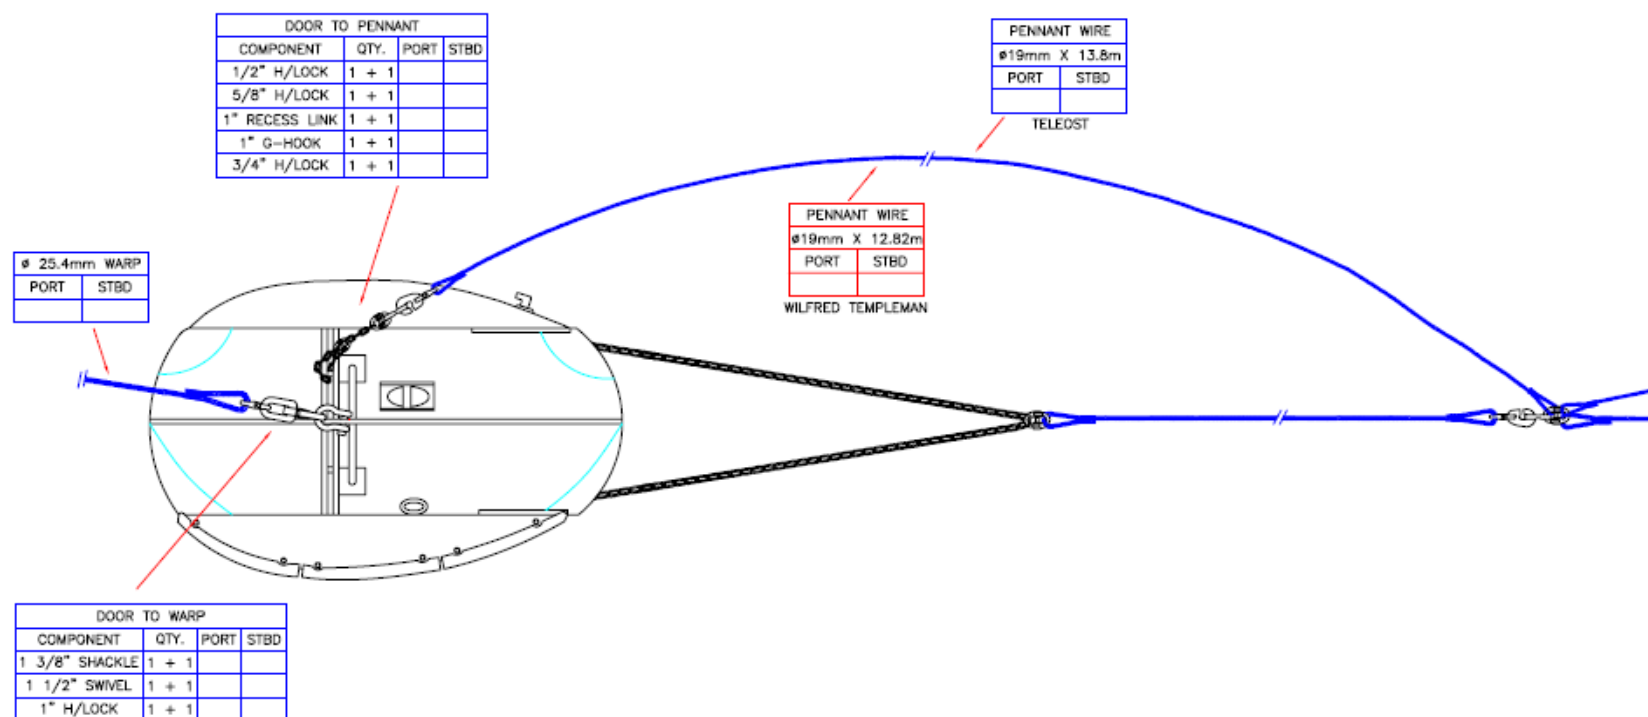 DOOR TO PENNANT
COMPONENT QTY. PORT STBD
1/2" H/LOCK 1 + 1
5/8" H/LOCK 1 + 1
1" RECESS LINK 1 + 1
1" G-HOOK 1 + 1
3/4" H/LOCK 1 + 1
PENNANT WIRE
ø19mm X 13.8m
PORT STBD
TELEOST
PENNANT WIRE
ø19mm X 12.82m
PORT STBD
WILFRED TEMPLEMAN
ø 25.4mm WARP
PORT STBD
DOOR TO WARP
COMPONENT QTY. PORT STBD
1 3/8" SHACKLE 1 + 1
1 1/2" SWIVEL 1 + 1
1" H/LOCK 1 + 1